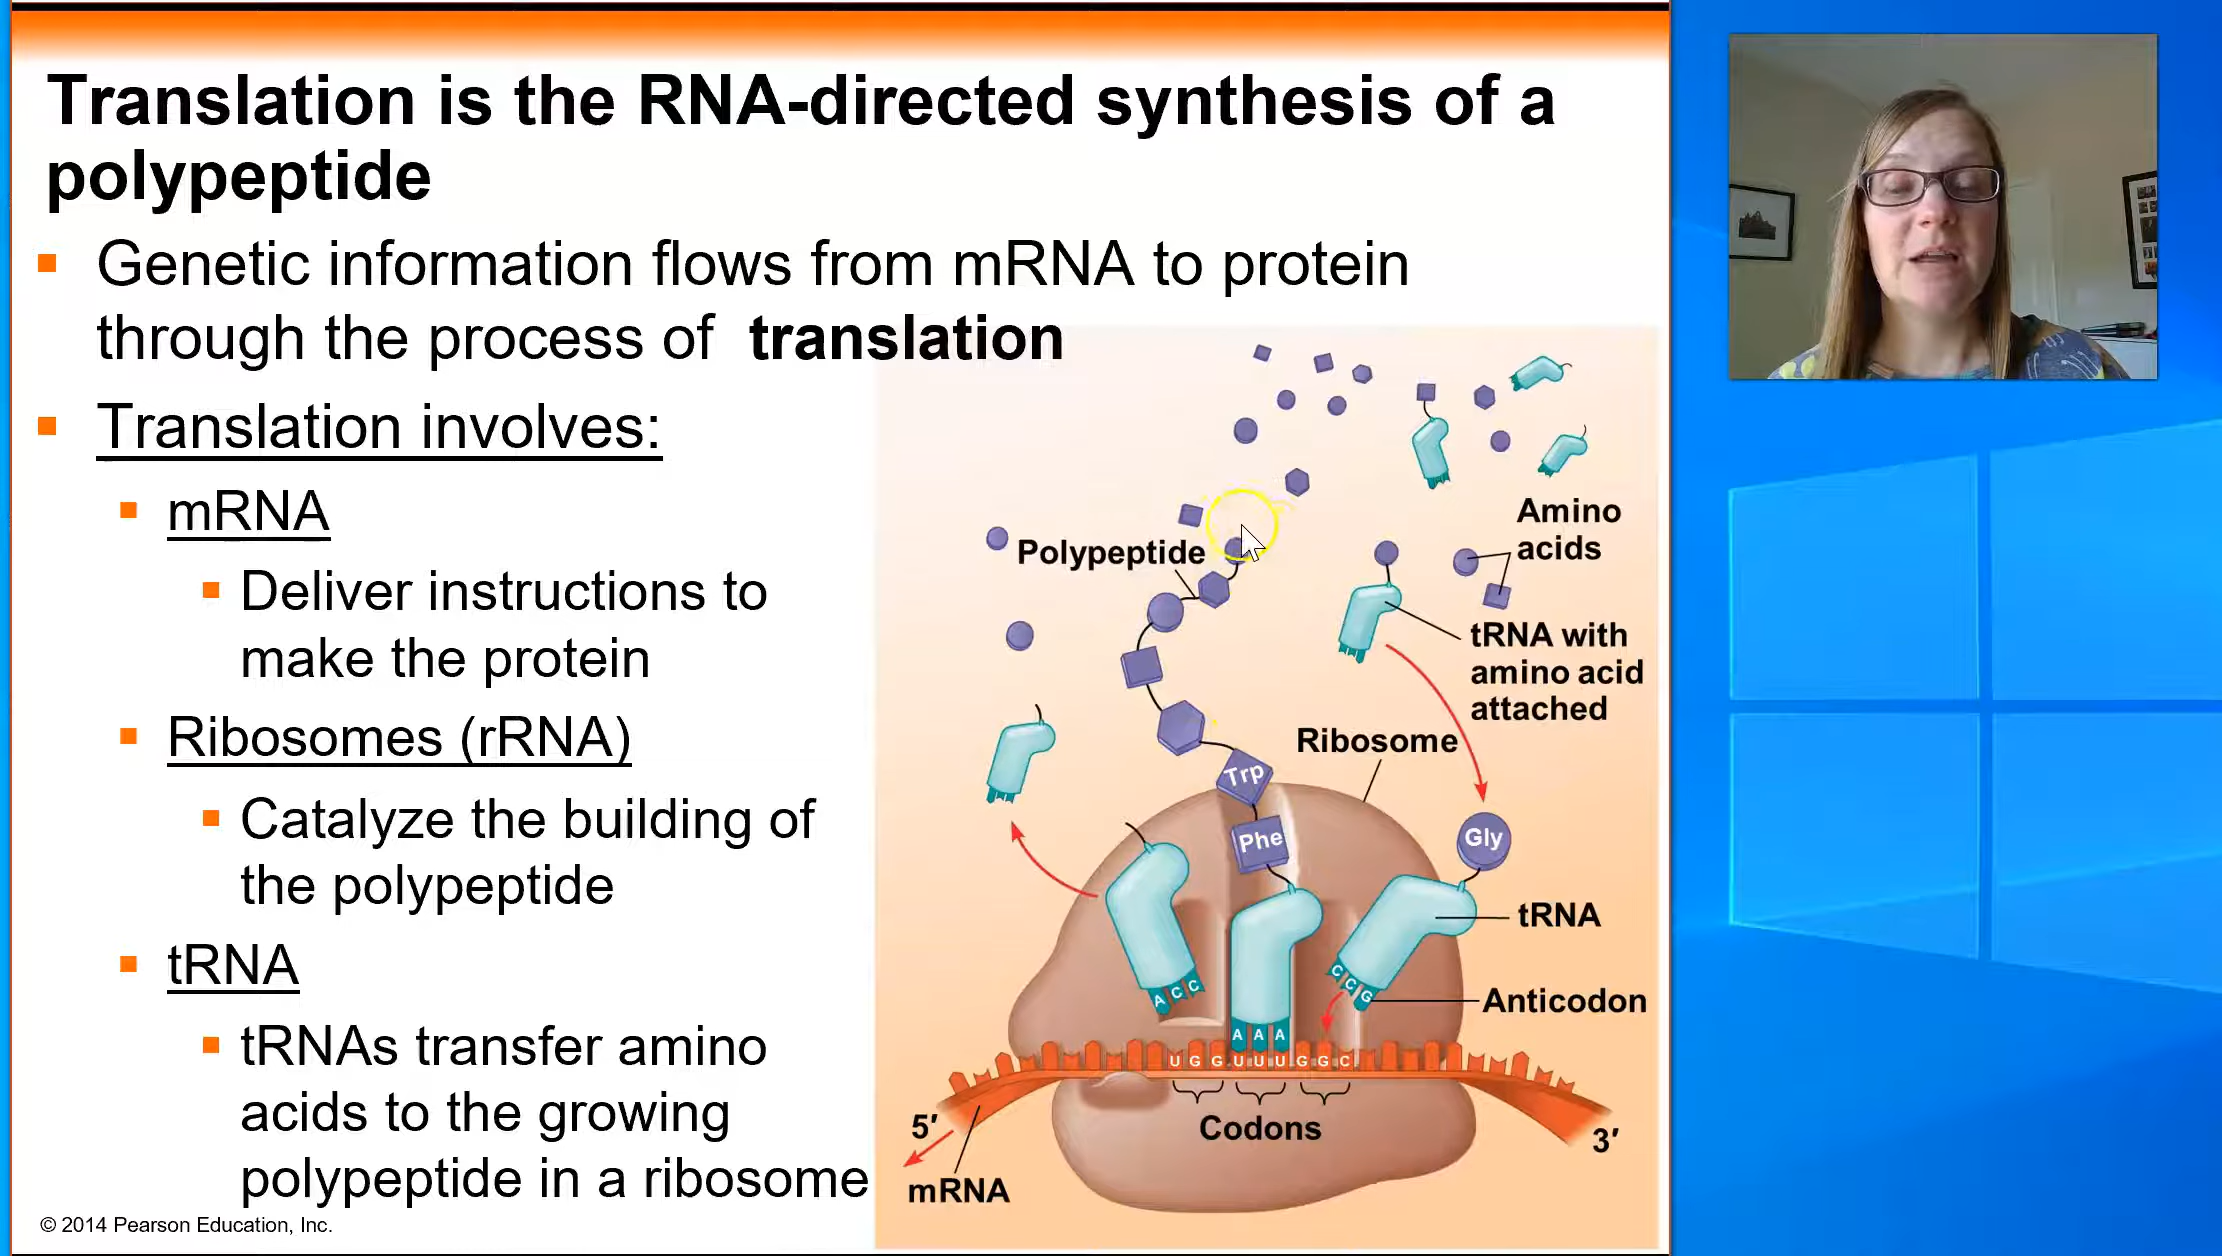 Translation is the RNA-directed synthesis of a
polypeptide
Genetic information flows from mRNA to protein
through the process of translation
Translation involves:
mRNA
Deliver instructions to
make the protein
Ribosomes (rRNA)
Catalyze the building of
the polypeptide
tRNA
tRNAs transfer amino
acids to the growing
polypeptide in a ribosome
© 2014 Pearson Education, Inc.
Amino
acids
Polypeptide
tRNA with
amino acid
attached
Ribosome
Trp
Phe
Gly
tRNA
Anticodon
A C C
A A A
C C G
U G G U U U G G C
Codons
5′
3′
mRNA